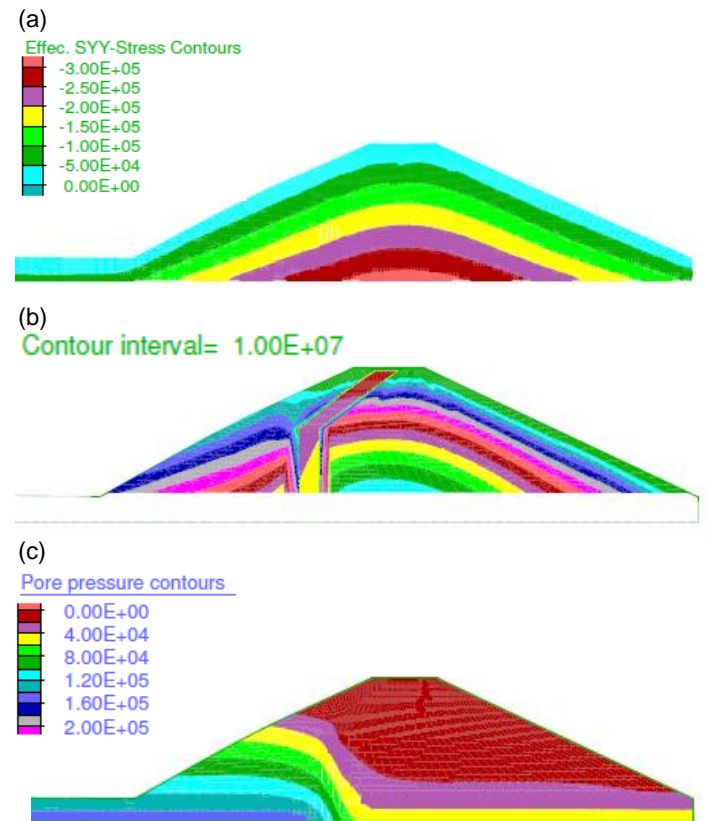 (a)
Effec. SYY-Stress Contours
-3.00E+05
-2.50E+05
-2.00E+05
-1.50E+05
-1.00E+05
-5.00E+04
0.00E+00
(b)
Contour interval= 1.00E+07
(c)
Pore pressure contours
0.00E+00
4.00E+04
8.00E+04
1.20E+05
1.60E+05
2.00E+05